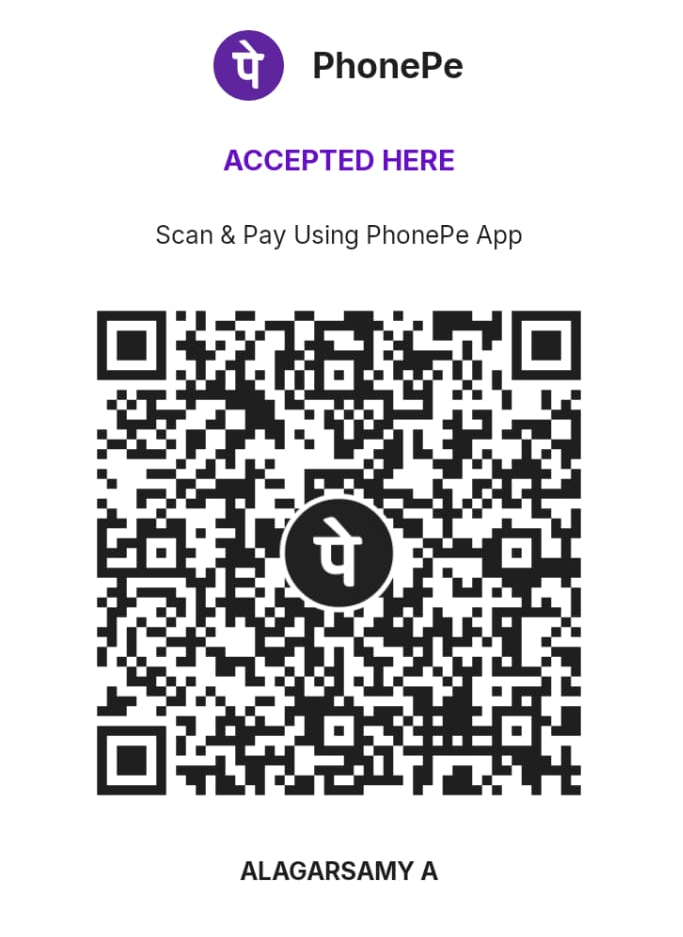 पे PhonePe
ACCEPTED HERE
Scan & Pay Using PhonePe App
पे
ALAGARSAMY A